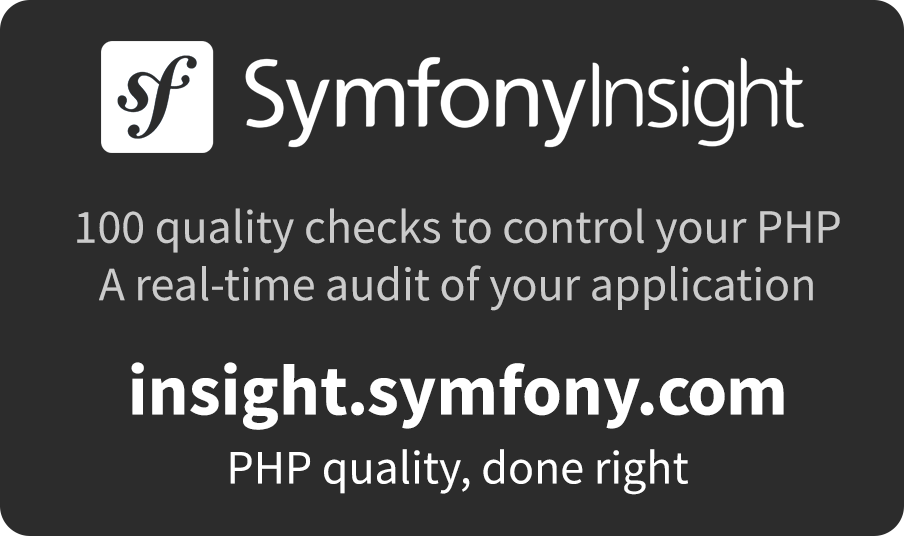 sf SymfonyInsight
100 quality checks to control your PHP
A real-time audit of your application
insight.symfony.com
PHP quality, done right